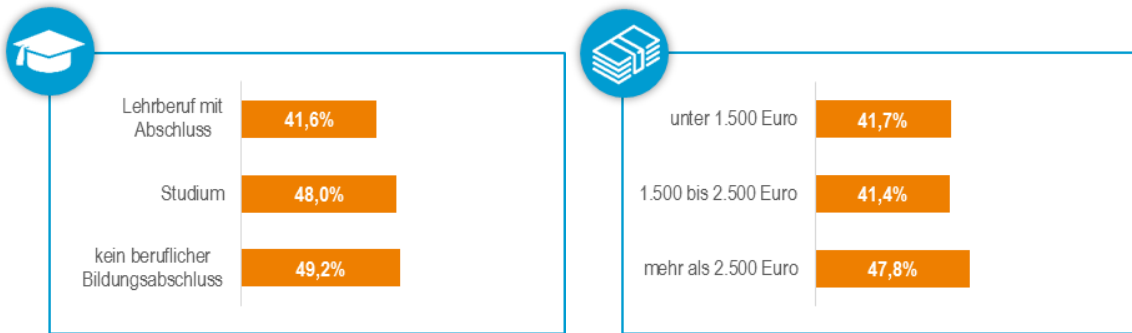 Lehrberuf mit
Abschluss
41,6%
Studium
48,0%
kein beruflicher
Bildungsabschluss
49,2%
unter 1.500 Euro
41,7%
1.500 bis 2.500 Euro
41,4%
mehr als 2.500 Euro
47,8%